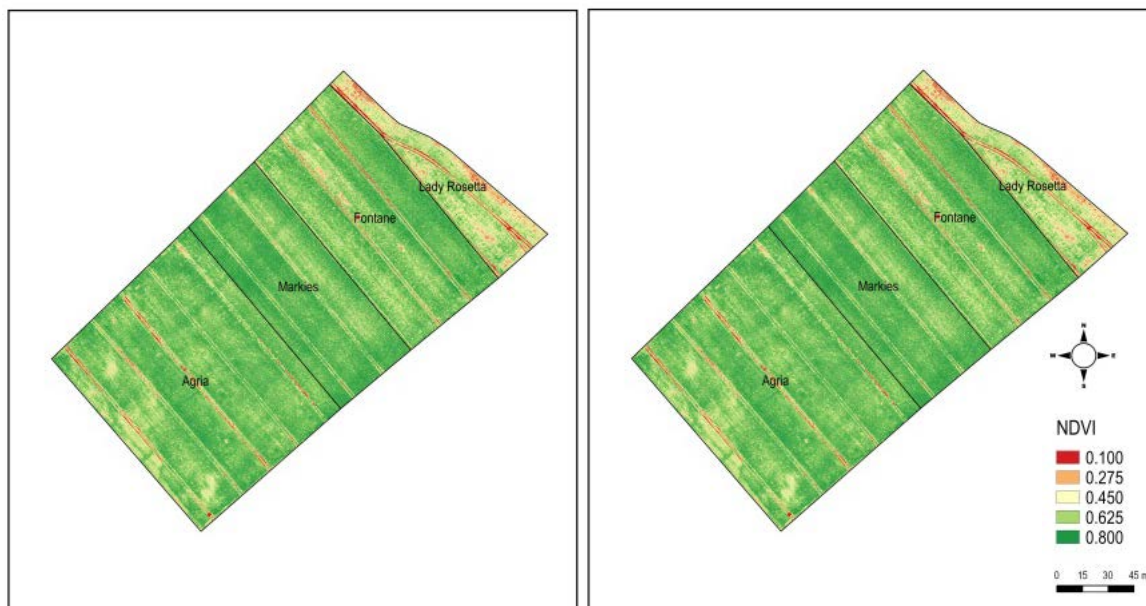 Lady Rosetta
Fontane
Markies
Agria
Lady Rosetta
Fontane
Markies
Agria
N
W E
S
NDVI
0.100
0.275
0.450
0.625
0.800
0 15 30 45 m